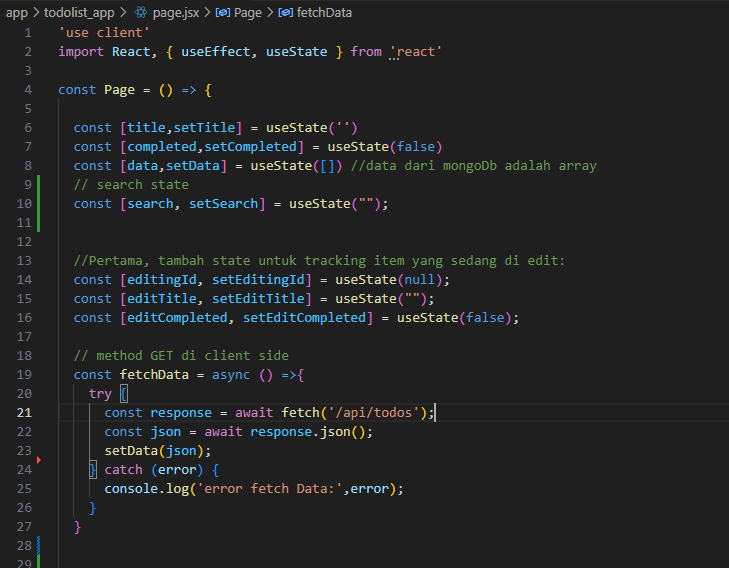 app > todolist_app > page.jsx > Page > fetchData
1 'use client'
2 import React, { useEffect, useState } from 'react'
3
4 const Page = () => {
5
6 const [title,setTitle] = useState('')
7 const [completed,setCompleted] = useState(false)
8 const [data,setData] = useState([]) //data dari mongoDb adalah array
9 // search state
10 const [search, setSearch] = useState("");
11
12
13 //Pertama, tambah state untuk tracking item yang sedang di edit:
14 const [editingId, setEditingId] = useState(null);
15 const [editTitle, setEditTitle] = useState("");
16 const [editCompleted, setEditCompleted] = useState(false);
17
18 // method GET di client side
19 const fetchData = async () =>{
20 try {
21 const response = await fetch('/api/todos');
22 const json = await response.json();
23 setData(json);
24 } catch (error) {
25 console.log('error fetch Data:',error);
26 }
27 }
28
29